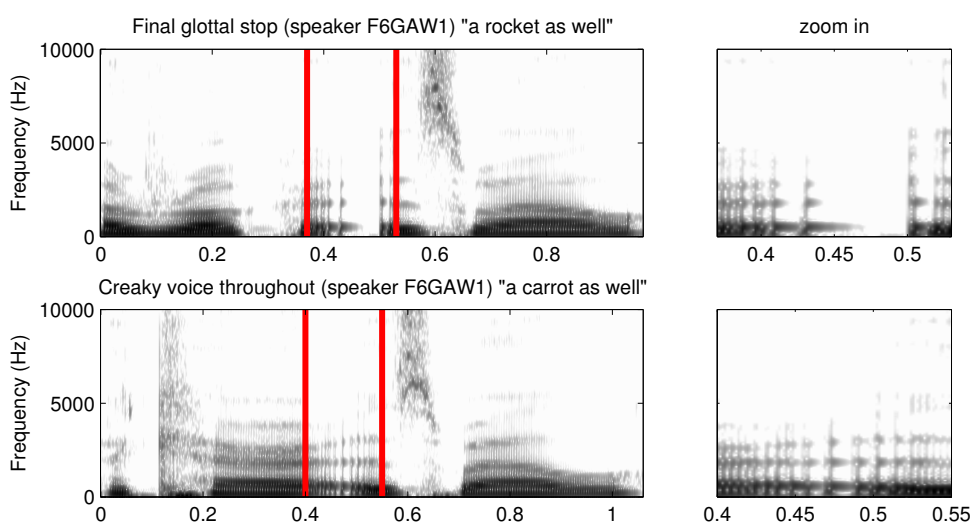 Final glottal stop (speaker F6GAW1) "a rocket as well"
zoom in
10000
5000
0
Frequency (Hz)
0 0.2 0.4 0.6 0.8
0.4 0.45 0.5
Creaky voice throughout (speaker F6GAW1) "a carrot as well"
10000
5000
0
Frequency (Hz)
0 0.2 0.4 0.6 0.8 1
0.4 0.45 0.5 0.55